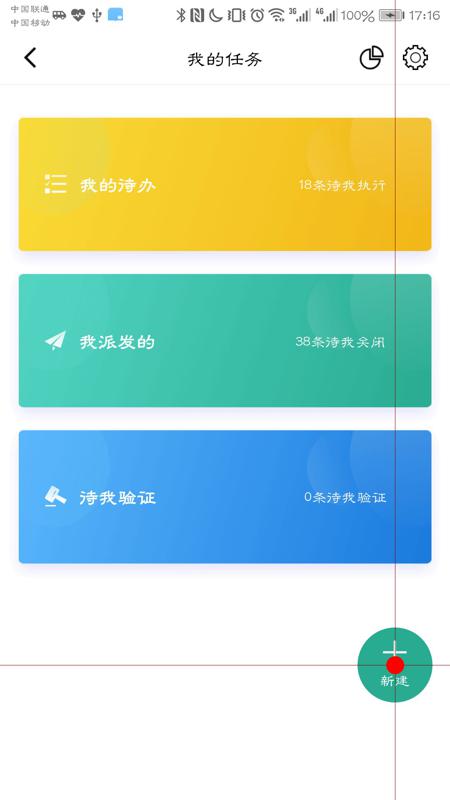 中国联通
中国移动
3G 4G 100% 17:16
我的任务
我的待办 18条待我执行
我派发的 38条待我关闭
待我验证 0条待我验证
新建